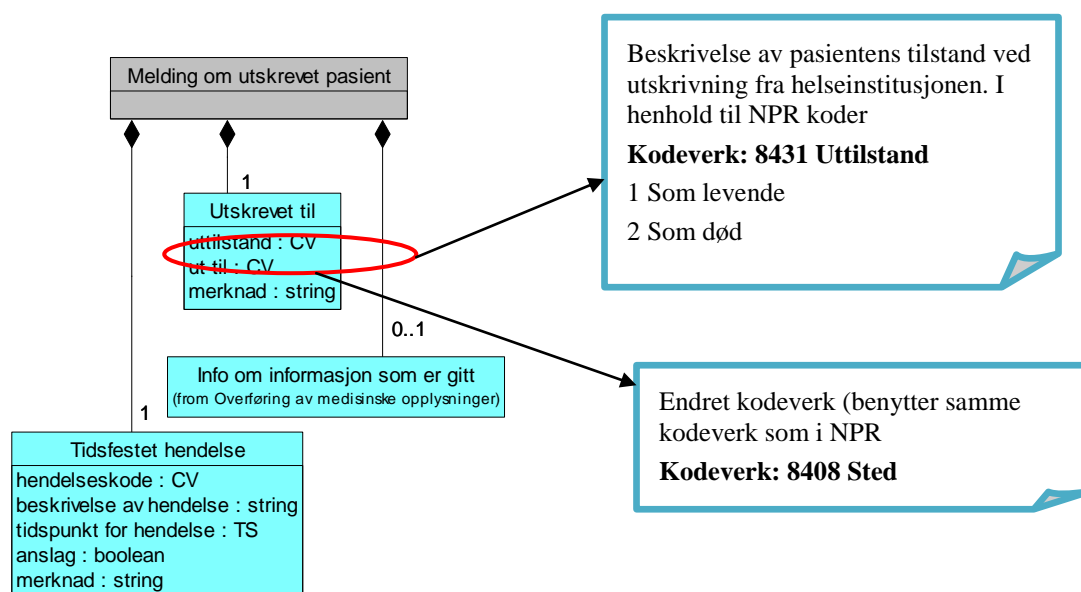 Melding om utskrevet pasient
1
Utskrevet til
uttilstand : CV
ut til : CV
merknad : string
0..1
Info om informasjon som er gitt
(from Overføring av medisinske opplysninger)
1
Tidsfestet hendelse
hendelseskode : CV
beskrivelse av hendelse : string
tidspunkt for hendelse : TS
anslag : boolean
merknad : string
Beskrivelse av pasientens tilstand ved
utskrivning fra helseinstitusjonen. I
henhold til NPR koder
Kodeverk: 8431 Uttilstand
1 Som levende
2 Som død
Endret kodeverk (benytter samme
kodeverk som i NPR
Kodeverk: 8408 Sted